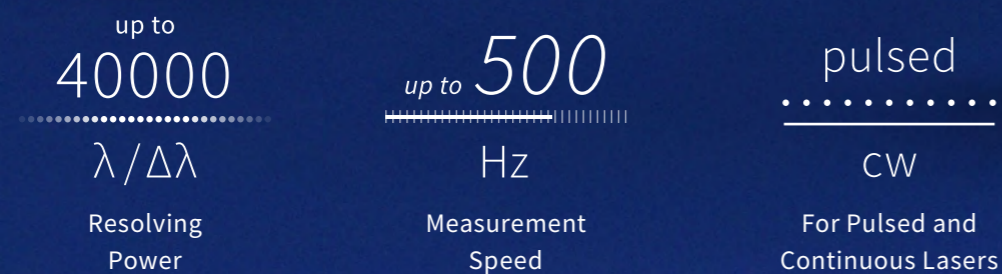 up to
40000
λ/Δλ
Resolving
Power
up to 500
Hz
Measurement
Speed
pulsed
cw
For Pulsed and
Continuous Lasers